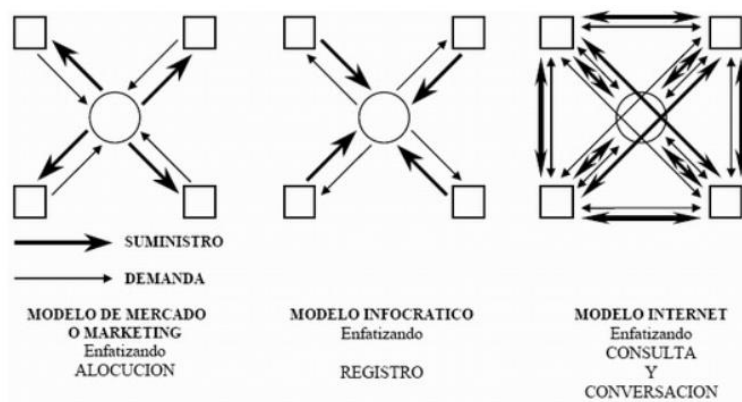 SUMINISTRO
DEMANDA
MODELO DE MERCADO
O MARKETING
Enfatizando
ALOCUCION
MODELO INFOCRATICO
Enfatizando
REGISTRO
MODELO INTERNET
Enfatizando
CONSULTA
Y
CONVERSACION